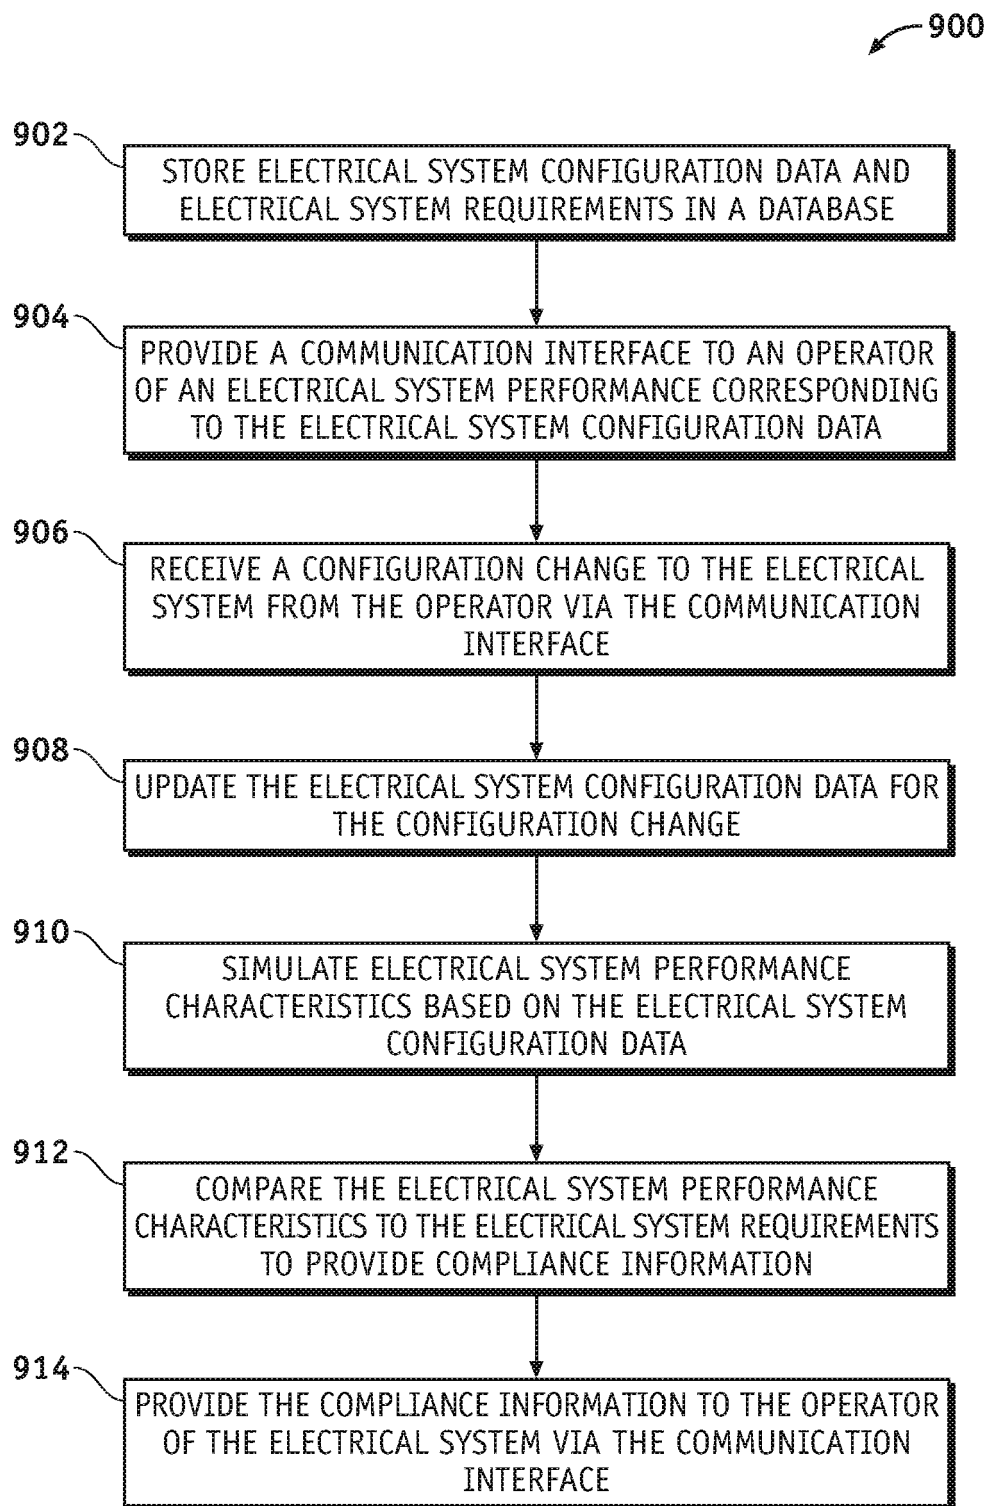 900
902
STORE ELECTRICAL SYSTEM CONFIGURATION DATA AND
ELECTRICAL SYSTEM REQUIREMENTS IN A DATABASE
904
PROVIDE A COMMUNICATION INTERFACE TO AN OPERATOR
OF AN ELECTRICAL SYSTEM PERFORMANCE CORRESPONDING
TO THE ELECTRICAL SYSTEM CONFIGURATION DATA
906
RECEIVE A CONFIGURATION CHANGE TO THE ELECTRICAL
SYSTEM FROM THE OPERATOR VIA THE COMMUNICATION
INTERFACE
908
UPDATE THE ELECTRICAL SYSTEM CONFIGURATION DATA FOR
THE CONFIGURATION CHANGE
910
SIMULATE ELECTRICAL SYSTEM PERFORMANCE
CHARACTERISTICS BASED ON THE ELECTRICAL SYSTEM
CONFIGURATION DATA
912
COMPARE THE ELECTRICAL SYSTEM PERFORMANCE
CHARACTERISTICS TO THE ELECTRICAL SYSTEM REQUIREMENTS
TO PROVIDE COMPLIANCE INFORMATION
914
PROVIDE THE COMPLIANCE INFORMATION TO THE OPERATOR
OF THE ELECTRICAL SYSTEM VIA THE COMMUNICATION
INTERFACE